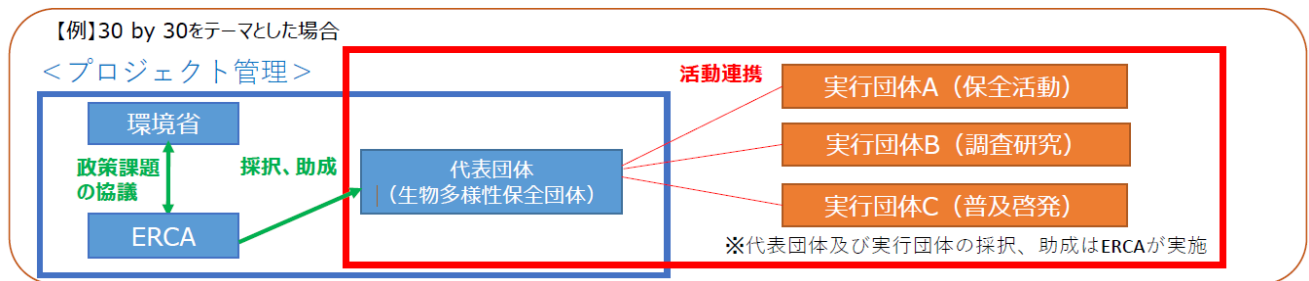 【例】30 by 30をテーマとした場合
＜プロジェクト管理＞
環境省
政策課題
の協議
ERCA
採択、助成
代表団体
（生物多様性保全団体）
活動連携
実行団体A（保全活動）
実行団体B（調査研究）
実行団体C（普及啓発）
※代表団体及び実行団体の採択、助成はERCAが実施